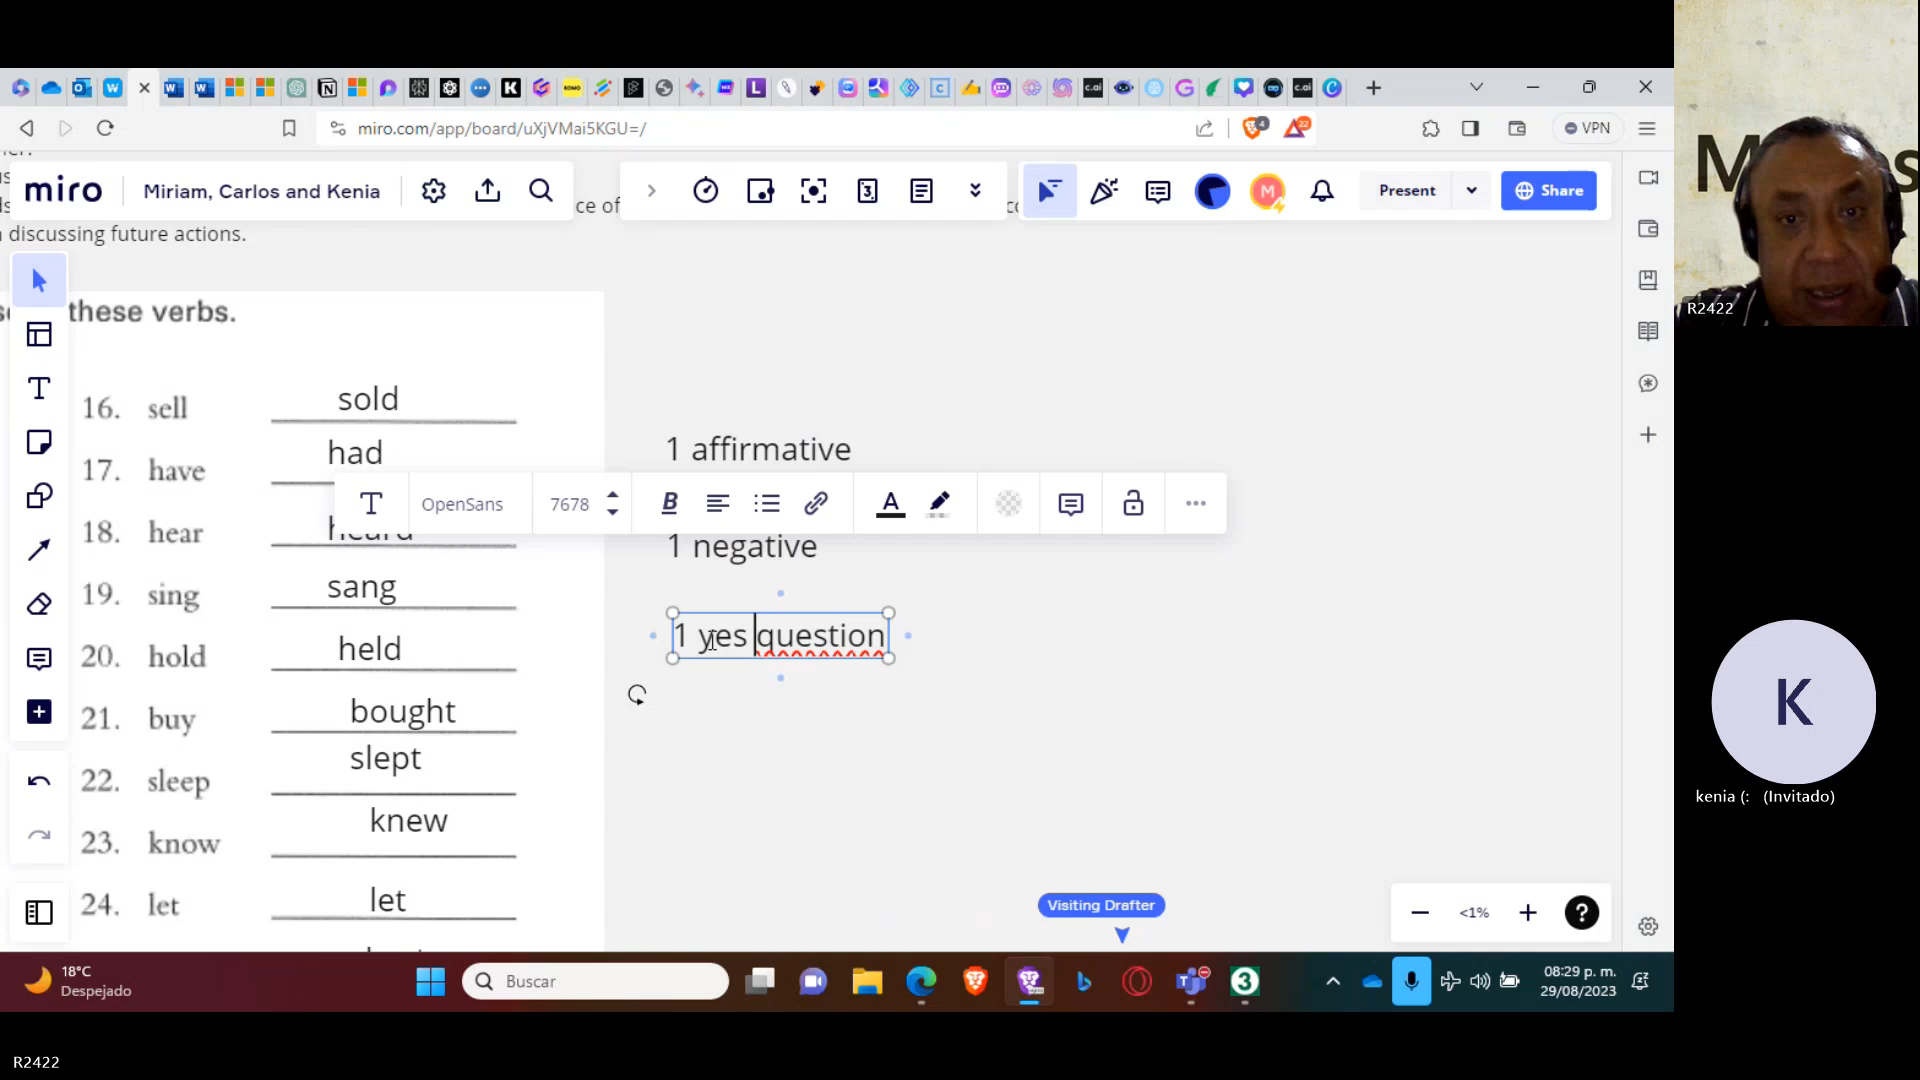 miro.com/app/board/uXjVMai5KGU=/
VPN
miro
Miriam, Carlos and Kenia
ce of
Present
Share
discussing future actions.
these verbs.
16. sell sold
17. have had
18. hear heard
19. sing sang
20. hold held
21. buy bought
22. sleep slept
23. know knew
24. let let
1 affirmative
OpenSans
7678
1 negative
1 yes question
Visiting Drafter
<1%
18°C
Despejado
Buscar
08:29 p. m.
29/08/2023
R2422
K
kenia (: (Invitado)
R2422